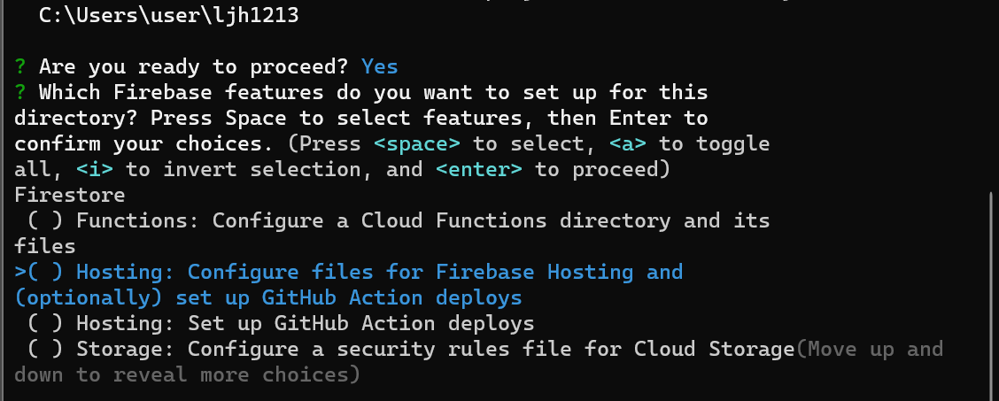 C:\Users\user\ljh1213
? Are you ready to proceed? Yes
? Which Firebase features do you want to set up for this
directory? Press Space to select features, then Enter to
confirm your choices. (Press <space> to select, <a> to toggle
all, <i> to invert selection, and <enter> to proceed)
Firestore
( ) Functions: Configure a Cloud Functions directory and its
files
>( ) Hosting: Configure files for Firebase Hosting and
(optionally) set up GitHub Action deploys
( ) Hosting: Set up GitHub Action deploys
( ) Storage: Configure a security rules file for Cloud Storage(Move up and
down to reveal more choices)